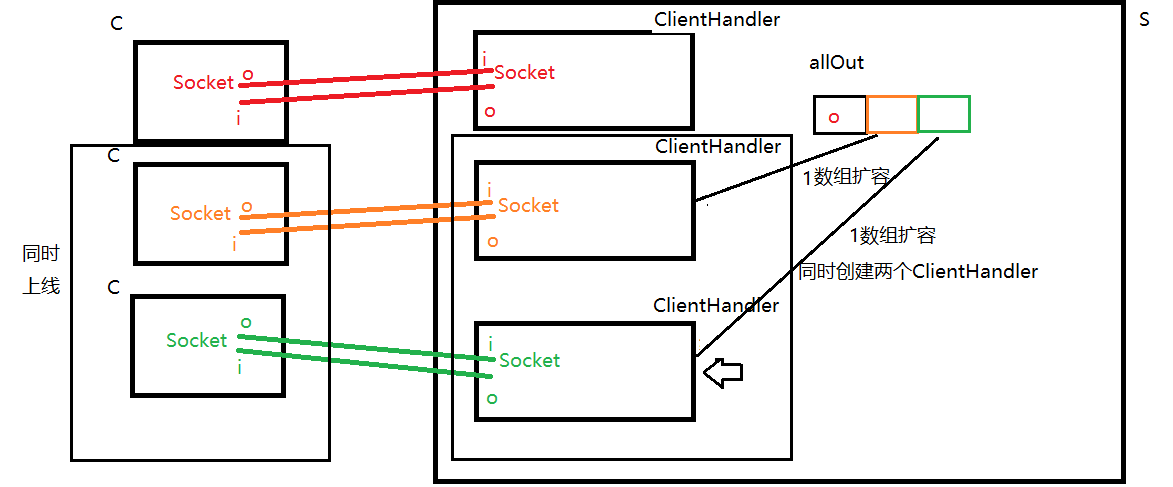 C
ClientHandler
S
Socket
o
i
i
Socket
o
allOut
o
C
ClientHandler
Socket
o
i
i
Socket
o
1数组扩容
同时
上线
1数组扩容
同时创建两个ClientHandler
C
ClientHandler
Socket
o
i
i
Socket
o